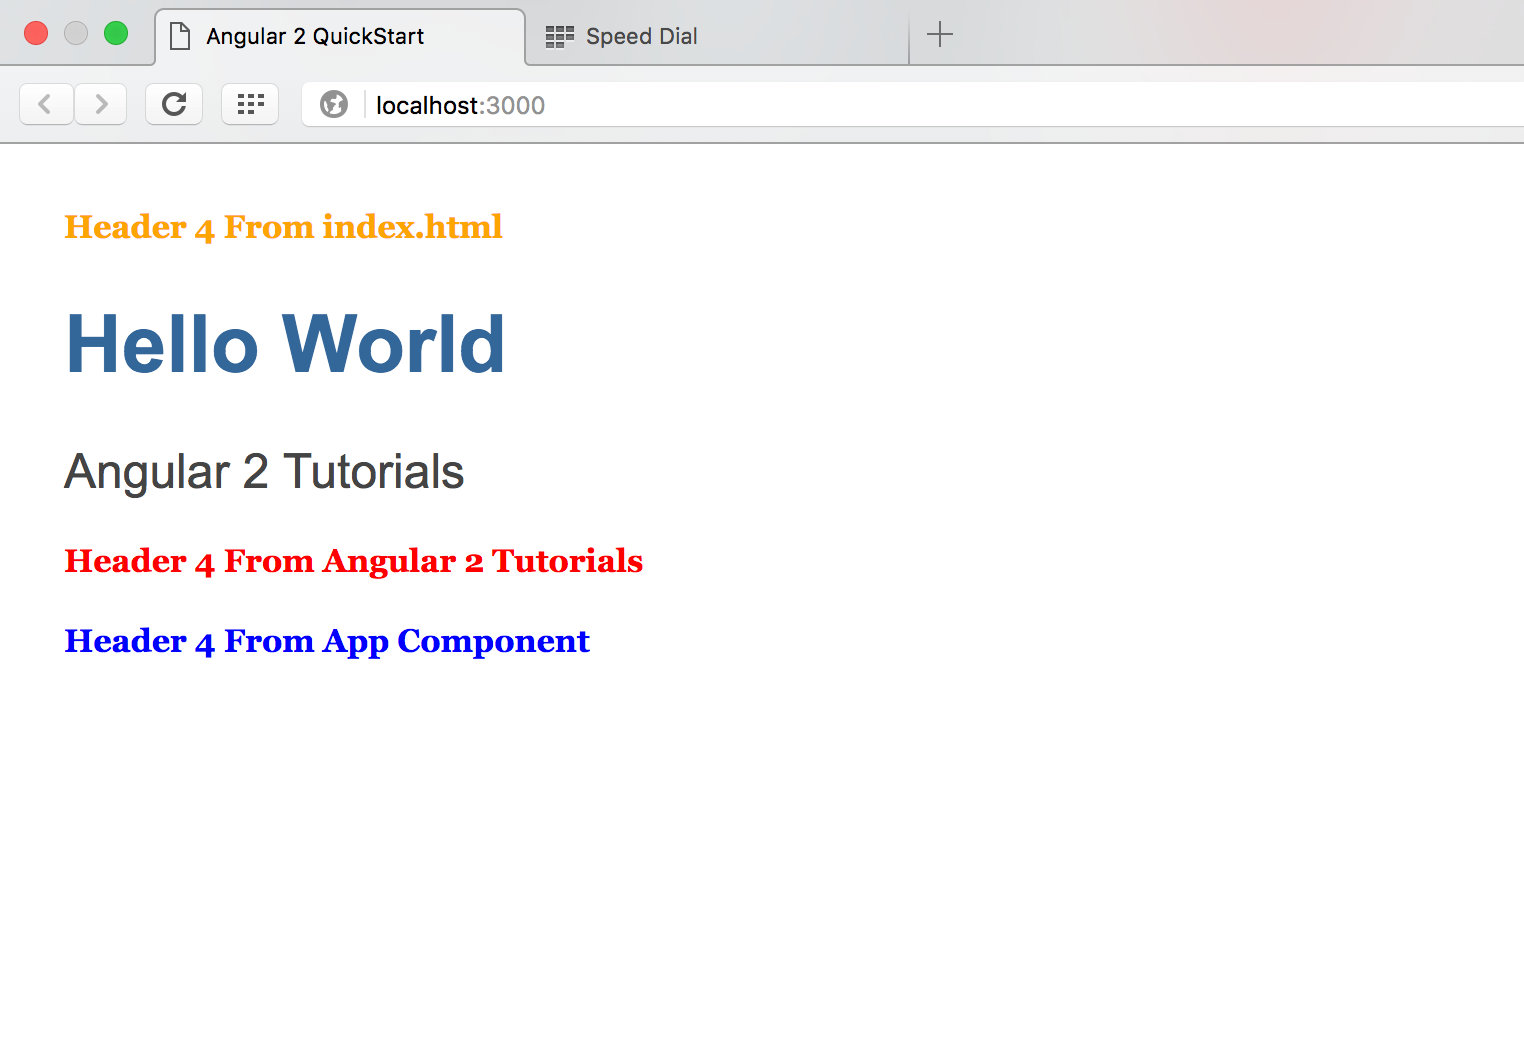 Angular 2 QuickStart
Speed Dial
localhost:3000
Header 4 From index.html
Hello World
Angular 2 Tutorials
Header 4 From Angular 2 Tutorials
Header 4 From App Component